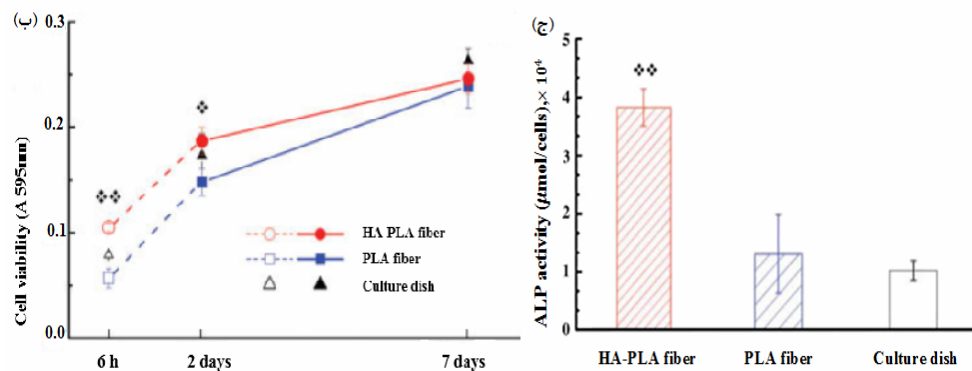 (ب)
0.3
0.2
0.1
0.0
Cell viability (A 595nm)
6 h
2 days
7 days
HA PLA fiber
PLA fiber
Culture dish
(ج)
5
4
3
2
1
0
ALP activity (μmol/cells),× 10⁴
HA-PLA fiber
PLA fiber
Culture dish